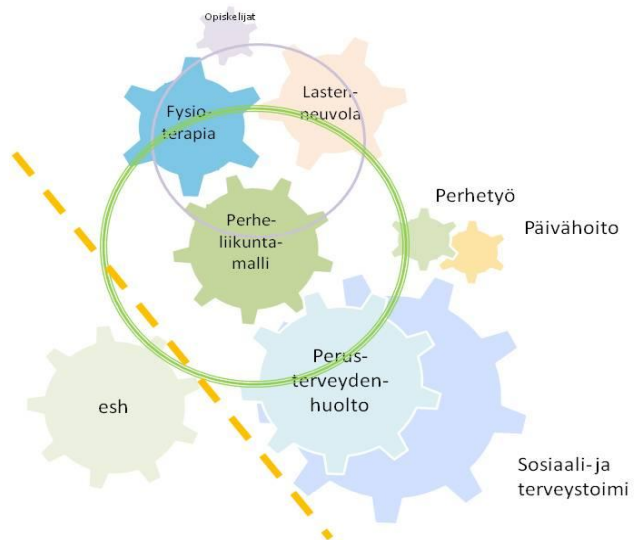 Opiskelijat
Fysio-
terapia
Lasten-
neuvola
Perhe-
liikunta-
malli
Perhetyö
Päivähoito
Perus-
terveyden-
huolto
esh
Sosiaali- ja
terveystoimi